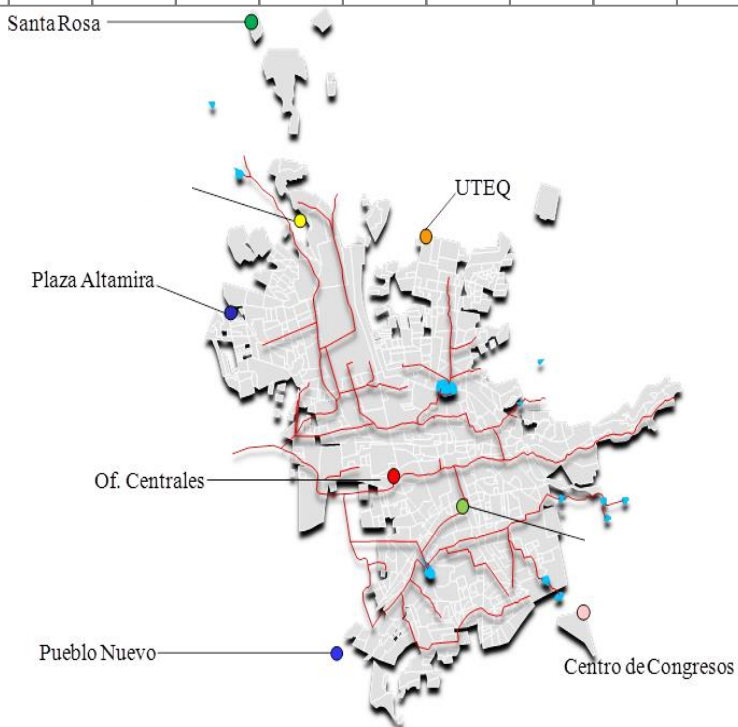 Santa Rosa
UTEQ
Plaza Altamira
Of. Centrales
Pueblo Nuevo
Centro de Congresos